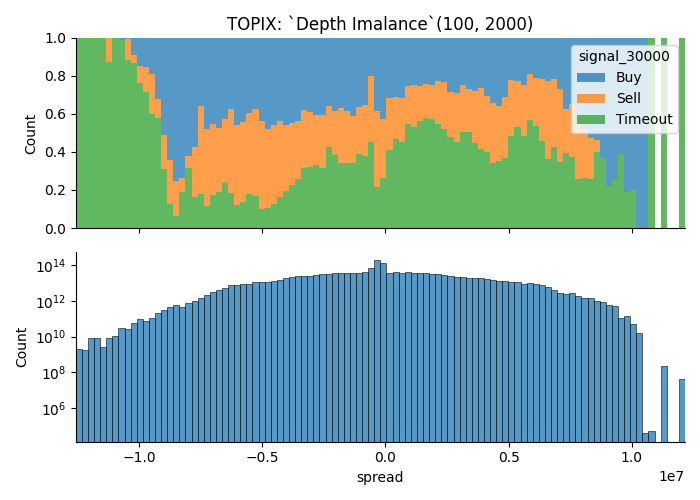 TOPIX: `Depth Imalance`(100, 2000)
1.0
0.8
0.6
0.4
0.2
0.0
Count
signal_30000
Buy
Sell
Timeout
10^14
10^12
10^10
10^8
10^6
Count
−1.0
−0.5
0.0
0.5
1.0
1e7
spread